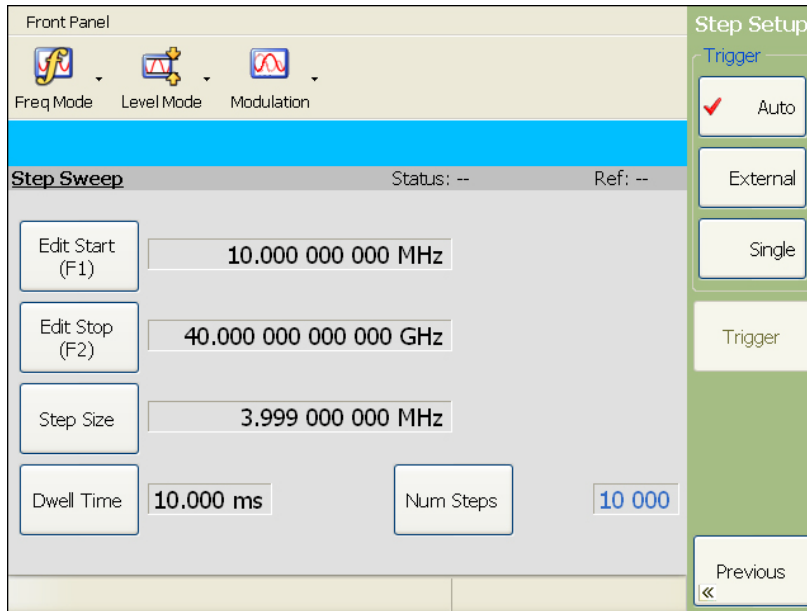 Front Panel
Freq Mode Level Mode Modulation
Step Sweep Status: -- Ref: --
Edit Start
(F1)
10.000 000 000 MHz
Edit Stop
(F2)
40.000 000 000 000 GHz
Step Size
3.999 000 000 MHz
Dwell Time
10.000 ms
Num Steps
10 000
Step Setup
Trigger
Auto
External
Single
Trigger
Previous